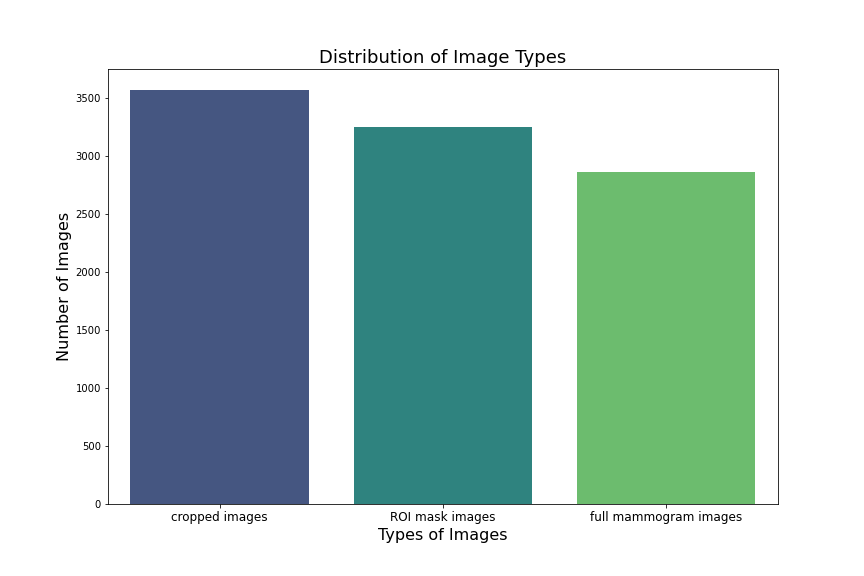 Distribution of Image Types
Number of Images
3500
3000
2500
2000
1500
1000
500
0
cropped images
ROI mask images
full mammogram images
Types of Images